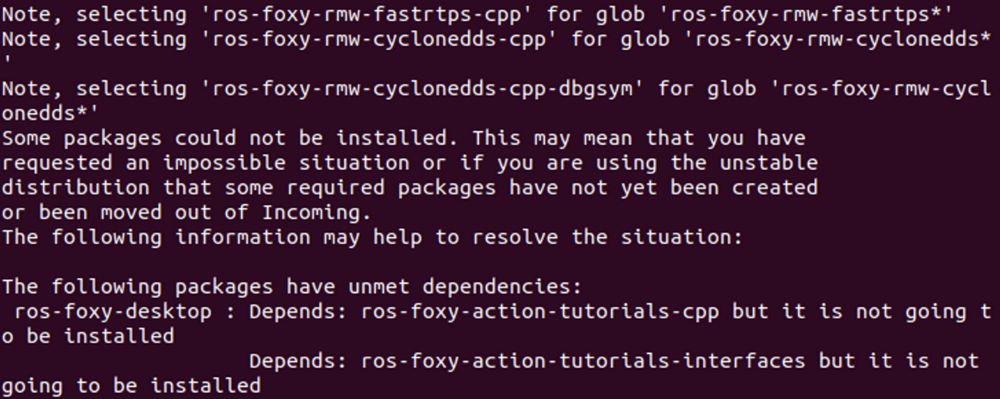 Note, selecting 'ros-foxy-rmw-fastrtps-cpp' for glob 'ros-foxy-rmw-fastrtps*'
Note, selecting 'ros-foxy-rmw-cyclonedds-cpp' for glob 'ros-foxy-rmw-cyclonedds*
'
Note, selecting 'ros-foxy-rmw-cyclonedds-cpp-dbgsym' for glob 'ros-foxy-rmw-cycl
onedds*'
Some packages could not be installed. This may mean that you have
requested an impossible situation or if you are using the unstable
distribution that some required packages have not yet been created
or been moved out of Incoming.
The following information may help to resolve the situation:

The following packages have unmet dependencies:
 ros-foxy-desktop : Depends: ros-foxy-action-tutorials-cpp but it is not going t
o be installed
                    Depends: ros-foxy-action-tutorials-interfaces but it is not
going to be installed